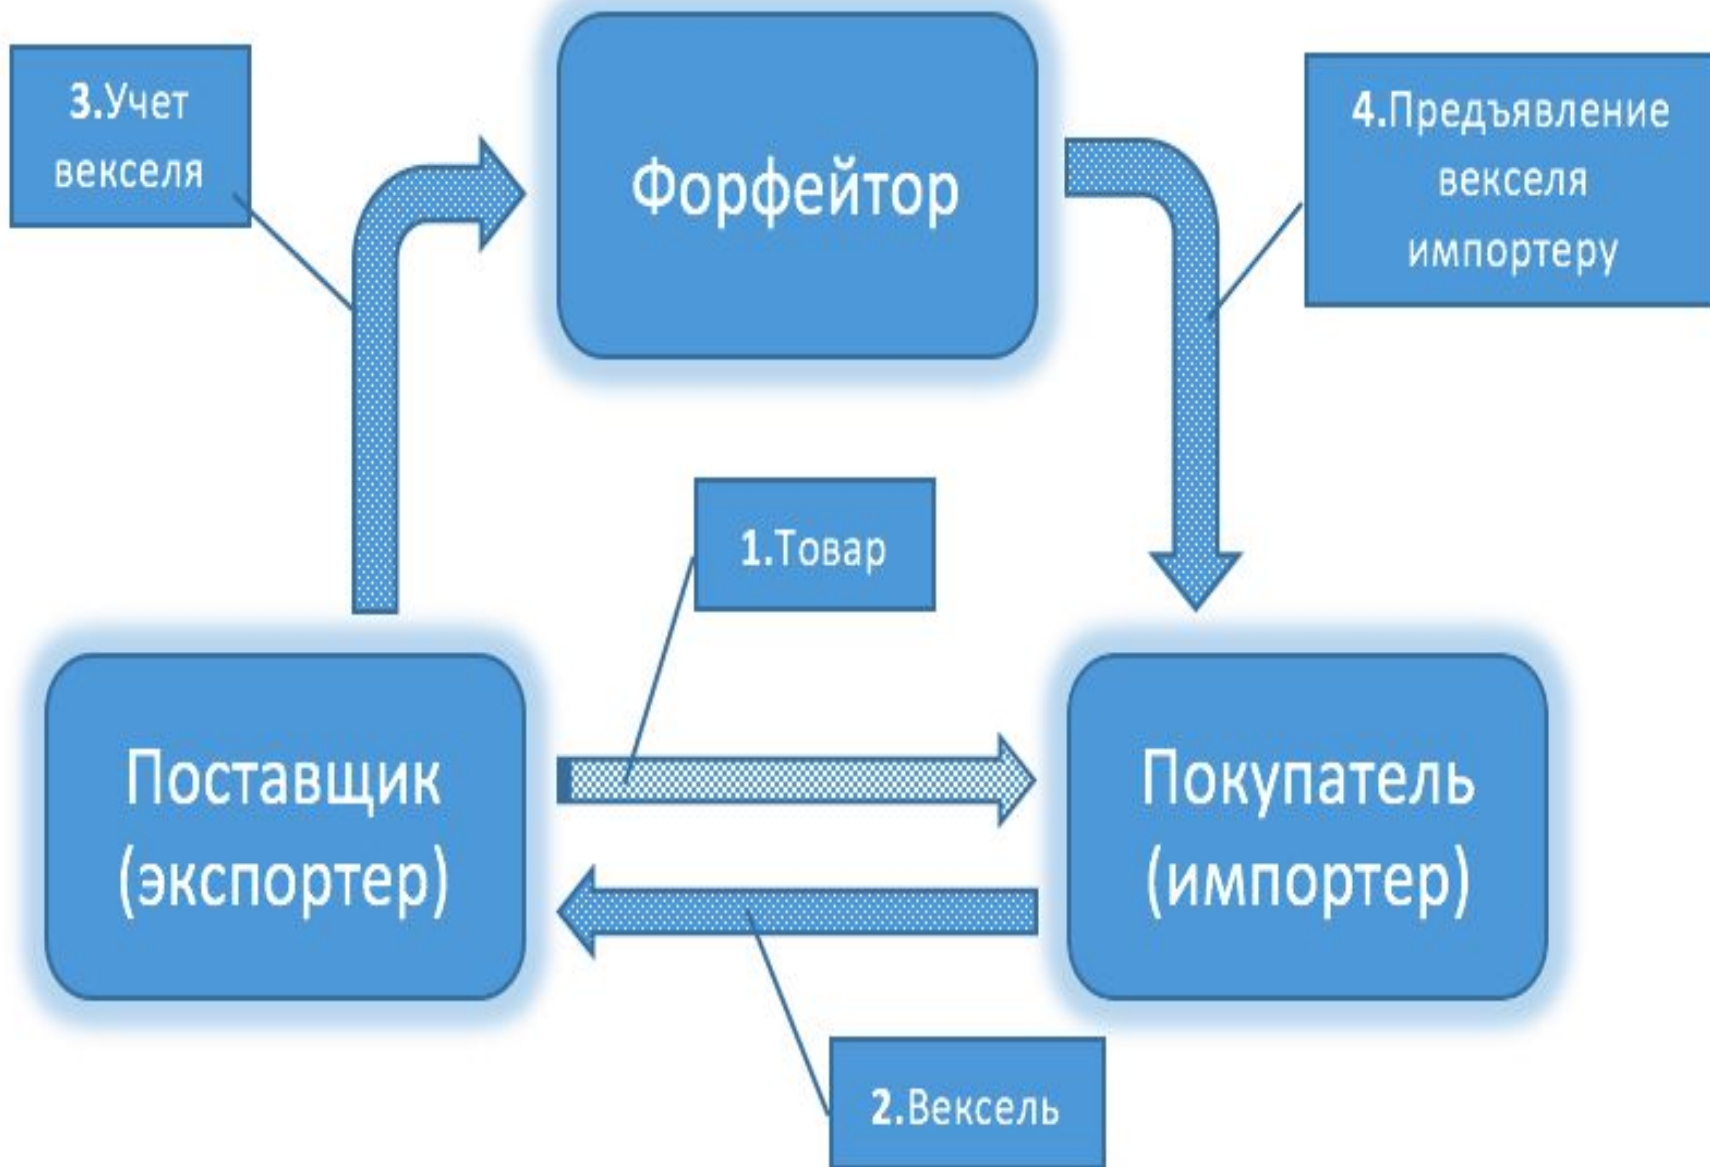 3.Учет
векселя
Форфейтор
4.Предъявление
векселя
импортеру
1.Товар
Поставщик
(экспортер)
Покупатель
(импортер)
2.Вексель